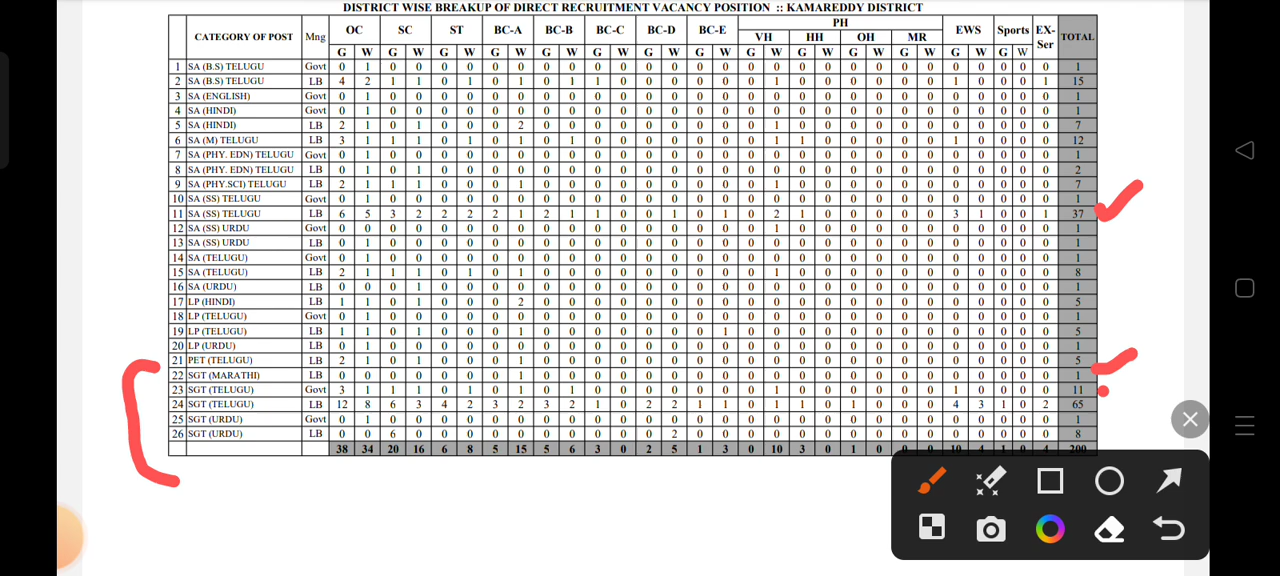 DISTRICT WISE BREAKUP OF DIRECT RECRUITMENT VACANCY POSITION :: KAMAREDDY DISTRICT
CATEGORY OF POST Mng OC SC ST BC-A BC-B BC-C BC-D BC-E PH EWS Sports EX-Ser TOTAL
VH HH OH MR
G W G W G W G W G W G W G W G W G W G W G W G W G W G W
1 SA (B.S) TELUGU Govt 0 1 0 0 0 0 0 0 0 0 0 0 0 0 0 0 0 0 0 0 0 0 0 0 0 0 0 0 0 1
2 SA (B.S) TELUGU LB 4 2 1 1 0 1 0 1 0 1 1 0 0 0 0 0 0 1 0 0 0 0 0 0 1 0 0 0 1 15
3 SA (ENGLISH) Govt 0 1 0 0 0 0 0 0 0 0 0 0 0 0 0 0 0 0 0 0 0 0 0 0 0 0 0 0 0 1
4 SA (HINDI) Govt 0 1 0 0 0 0 0 0 0 0 0 0 0 0 0 0 0 0 0 0 0 0 0 0 0 0 0 0 0 1
5 SA (HINDI) LB 2 1 0 1 0 0 0 2 0 0 0 0 0 0 0 0 0 1 0 0 0 0 0 0 0 0 0 0 0 7
6 SA (M) TELUGU LB 3 1 1 1 0 1 0 1 0 1 0 0 0 0 0 0 0 1 1 0 0 0 0 0 1 0 0 0 0 12
7 SA (PHY. EDN) TELUGU Govt 0 1 0 0 0 0 0 0 0 0 0 0 0 0 0 0 0 0 0 0 0 0 0 0 0 0 0 0 0 1
8 SA (PHY. EDN) TELUGU LB 0 1 0 1 0 0 0 0 0 0 0 0 0 0 0 0 0 0 0 0 0 0 0 0 0 0 0 0 0 2
9 SA (PHY.SCI) TELUGU LB 2 1 1 1 0 0 0 1 0 0 0 0 0 0 0 0 0 1 0 0 0 0 0 0 0 0 0 0 0 7
10 SA (SS) TELUGU Govt 0 1 0 0 0 0 0 0 0 0 0 0 0 0 0 0 0 0 0 0 0 0 0 0 0 0 0 0 0 1
11 SA (SS) TELUGU LB 6 5 3 2 2 2 2 1 2 1 1 0 0 1 0 1 0 2 1 0 0 0 0 0 3 1 0 0 1 37
12 SA (SS) URDU Govt 0 0 0 0 0 0 0 0 0 0 0 0 0 0 0 0 0 1 0 0 0 0 0 0 0 0 0 0 0 1
13 SA (SS) URDU LB 0 1 0 0 0 0 0 0 0 0 0 0 0 0 0 0 0 0 0 0 0 0 0 0 0 0 0 0 0 1
14 SA (TELUGU) Govt 0 1 0 0 0 0 0 0 0 0 0 0 0 0 0 0 0 0 0 0 0 0 0 0 0 0 0 0 0 1
15 SA (TELUGU) LB 2 1 1 1 0 1 0 1 0 0 0 0 0 0 0 0 0 1 0 0 0 0 0 0 0 0 0 0 0 8
16 SA (URDU) LB 0 0 0 1 0 0 0 0 0 0 0 0 0 0 0 0 0 0 0 0 0 0 0 0 0 0 0 0 0 1
17 LP (HINDI) LB 1 1 0 1 0 0 0 2 0 0 0 0 0 0 0 0 0 0 0 0 0 0 0 0 0 0 0 0 0 5
18 LP (TELUGU) Govt 0 1 0 0 0 0 0 0 0 0 0 0 0 0 0 0 0 0 0 0 0 0 0 0 0 0 0 0 0 1
19 LP (TELUGU) LB 1 1 0 1 0 0 0 1 0 0 0 0 0 0 0 1 0 0 0 0 0 0 0 0 0 0 0 0 0 5
20 LP (URDU) LB 0 1 0 0 0 0 0 0 0 0 0 0 0 0 0 0 0 0 0 0 0 0 0 0 0 0 0 0 0 1
21 PET (TELUGU) LB 2 1 0 1 0 0 0 1 0 0 0 0 0 0 0 0 0 0 0 0 0 0 0 0 0 0 0 0 0 5
22 SGT (MARATHI) LB 0 0 0 0 0 0 0 1 0 0 0 0 0 0 0 0 0 0 0 0 0 0 0 0 0 0 0 0 0 1
23 SGT (TELUGU) Govt 3 1 1 1 0 1 0 1 0 1 0 0 0 0 0 0 0 1 0 0 0 0 0 0 1 0 0 0 0 11
24 SGT (TELUGU) LB 12 8 6 3 4 2 3 2 3 2 1 0 2 2 1 1 0 1 1 0 1 0 0 0 4 3 1 0 2 65
25 SGT (URDU) Govt 0 1 0 0 0 0 0 0 0 0 0 0 0 0 0 0 0 0 0 0 0 0 0 0 0 0 0 0 0 1
26 SGT (URDU) LB 0 0 6 0 0 0 0 0 0 0 0 0 0 2 0 0 0 0 0 0 0 0 0 0 0 0 0 0 0 8
38 34 20 16 6 8 5 15 5 6 3 0 2 5 1 3 0 10 3 0 1 0 0 0 10 4 1 0 4 200